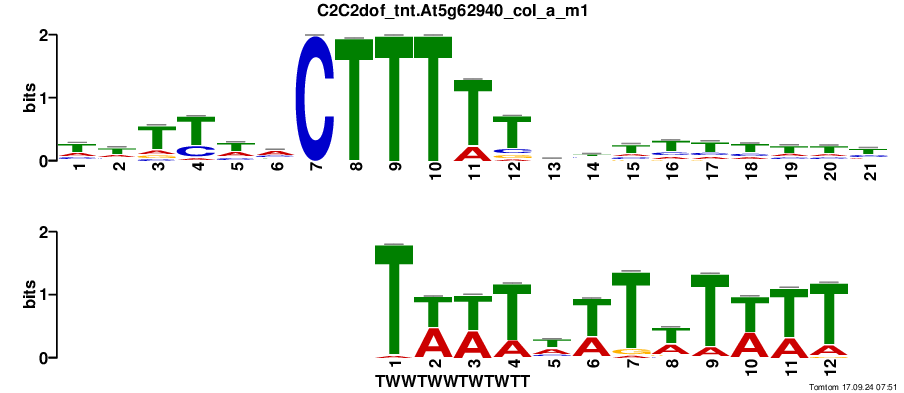 C2C2dof_tnt.At5g62940_col_a_m1
bits
2
1
0
1 2 3 4 5 6 7 8 9 10 11 12 13 14 15 16 17 18 19 20 21
bits
2
1
0
1 2 3 4 5 6 7 8 9 10 11 12
TWWTWWTWTWTT
Tomtom 17.09.24 07:51